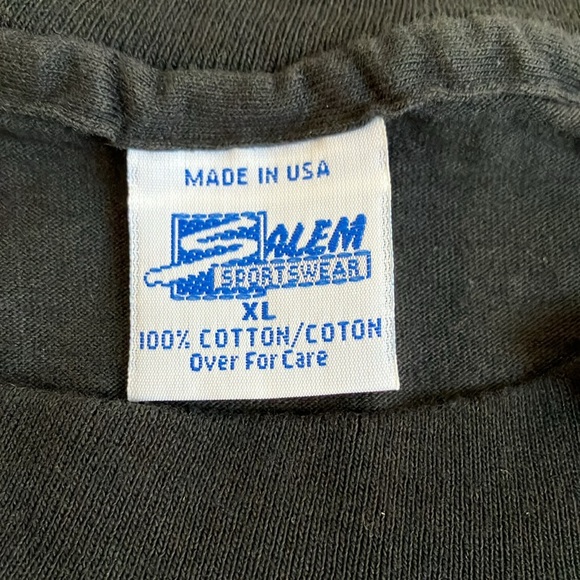 MADE IN USA
SALEM
SPORTSWEAR
XL
100% COTTON/COTON
Over For Care